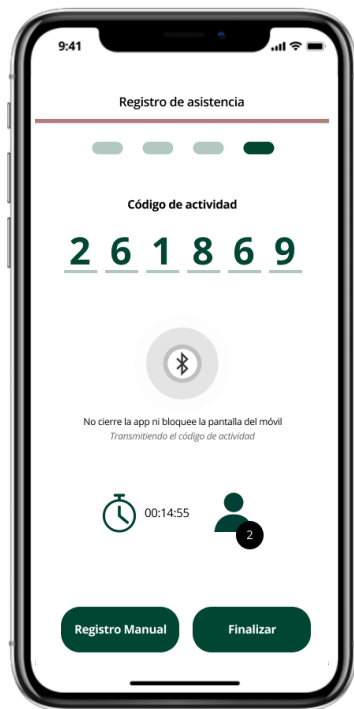 9:41
Registro de asistencia
Código de actividad
2 6 1 8 6 9
No cierre la app ni bloquee la pantalla del móvil
Transmitiendo el código de actividad
00:14:55
2
Registro Manual
Finalizar